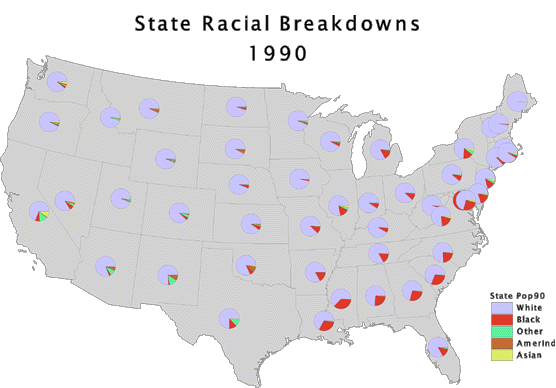 State Racial Breakdowns
1990
State Pop90
White
Black
Other
AmerInd
Asian